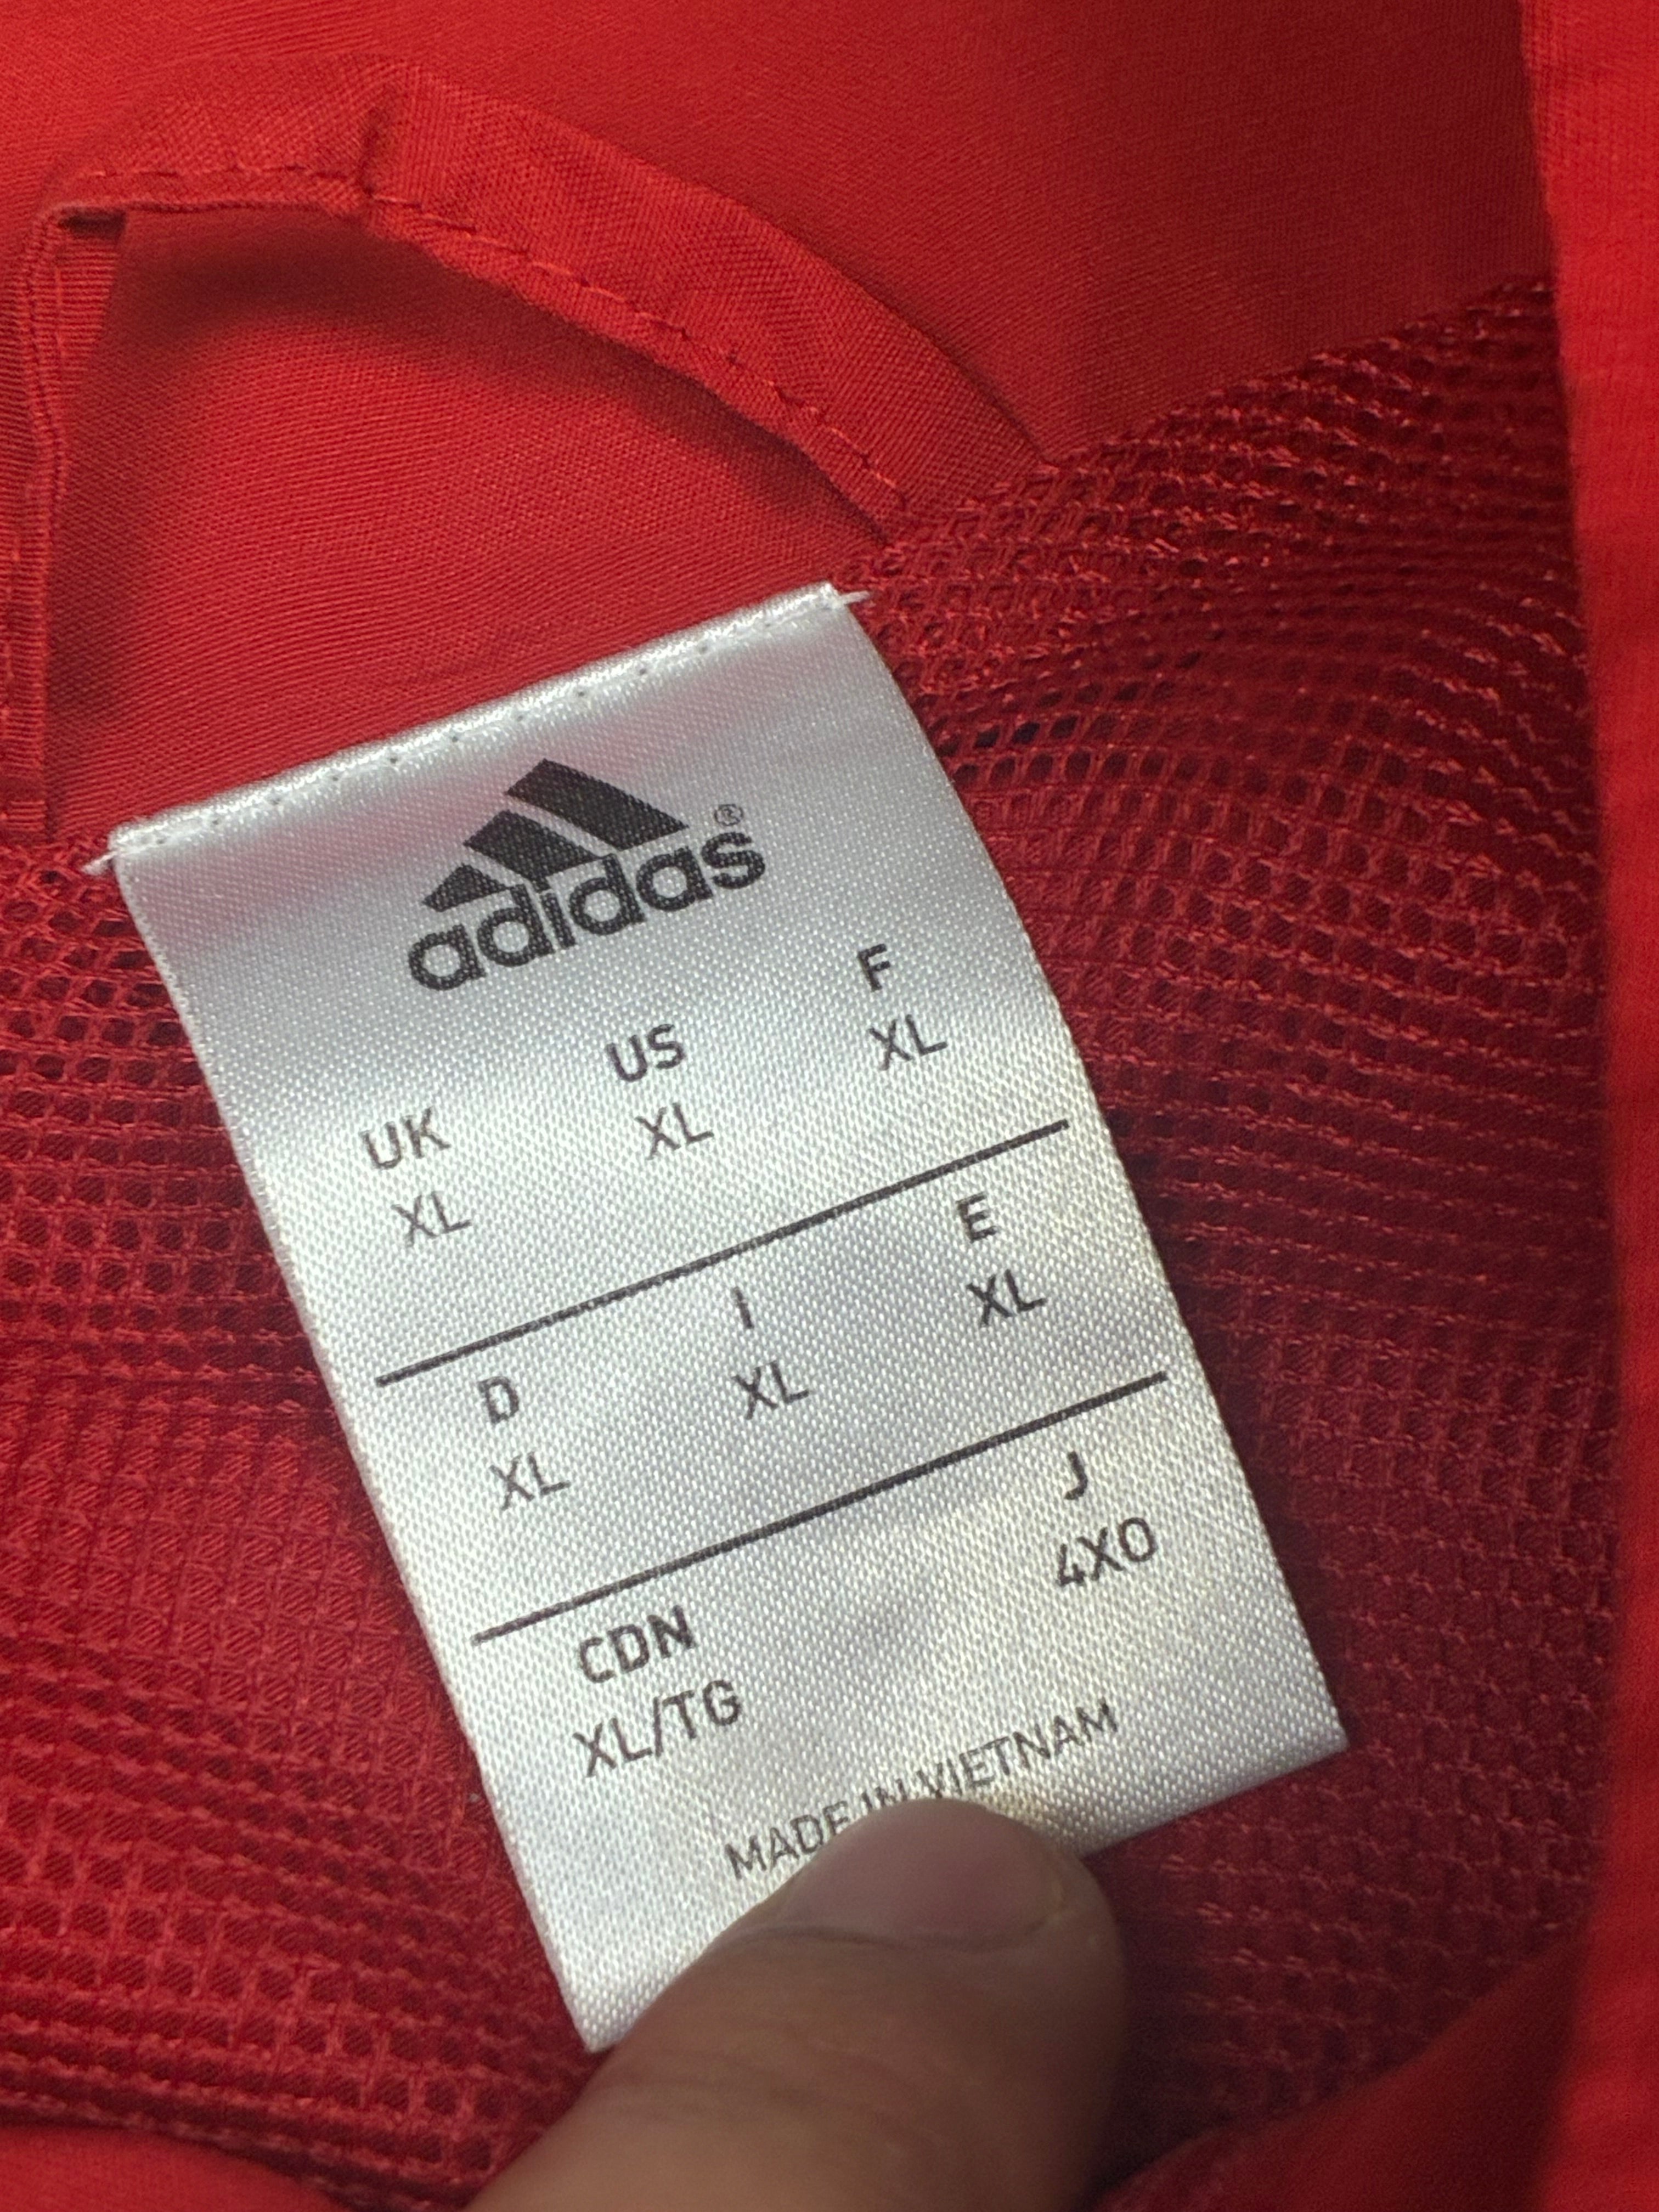 adidas®
UK US F
XL XL XL
D I E
XL XL XL
CDN J
XL/TG 4XO
MADE IN VIETNAM